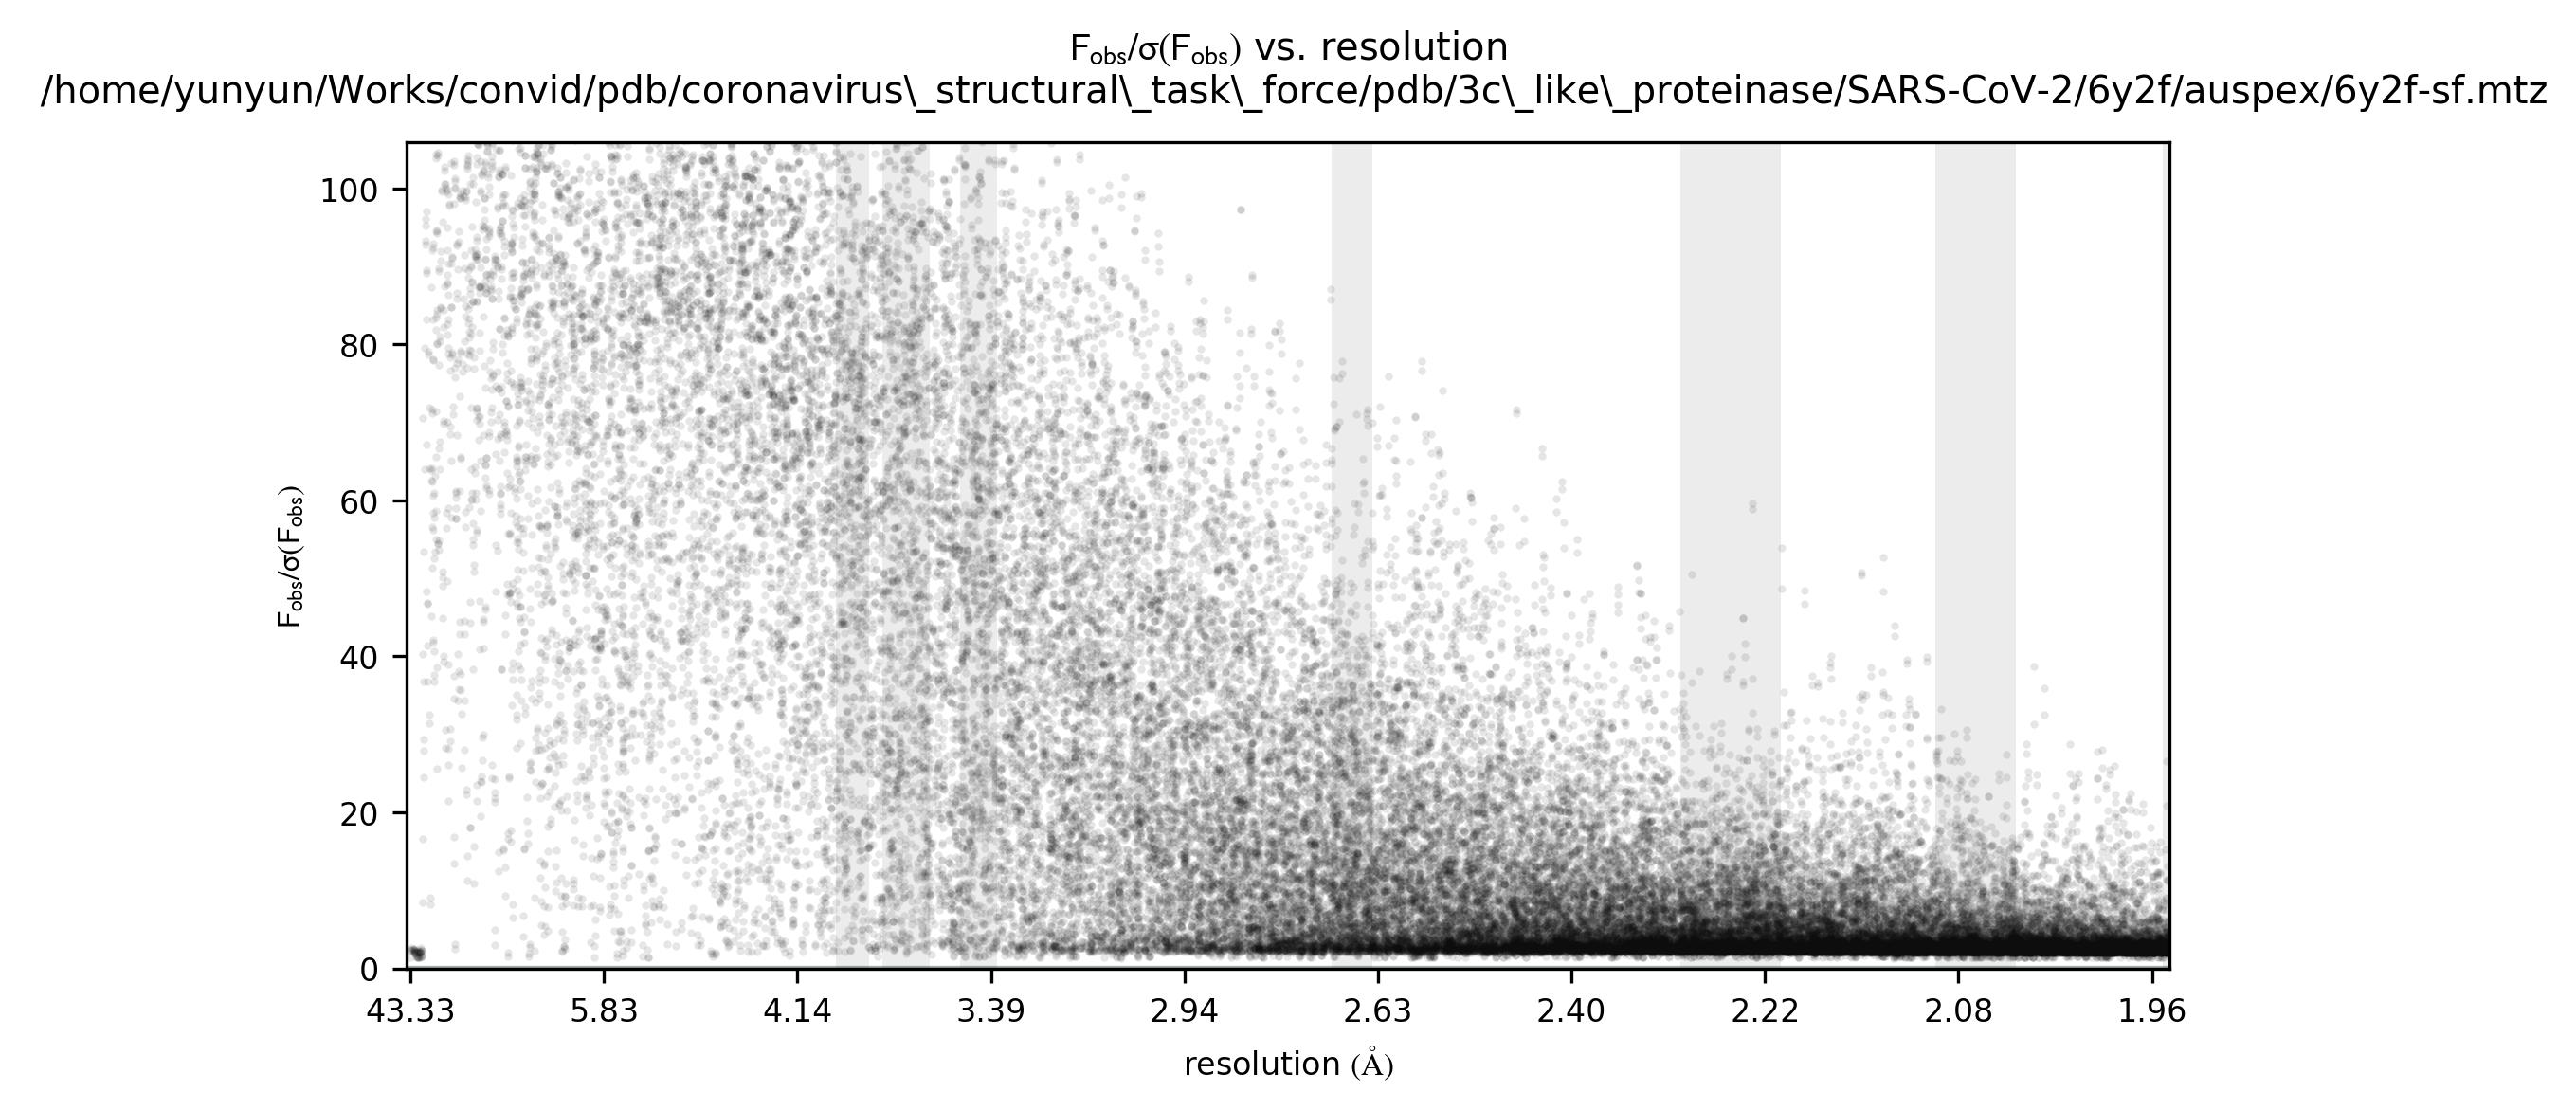 Fobs/σ(Fobs) vs. resolution
/home/yunyun/Works/convid/pdb/coronavirus\_structural\_task\_force/pdb/3c\_like\_proteinase/SARS-CoV-2/6y2f/auspex/6y2f-sf.mtz
100
80
60
40
20
0
Fobs/σ(Fobs)
43.33 5.83 4.14 3.39 2.94 2.63 2.40 2.22 2.08 1.96
resolution (Å)